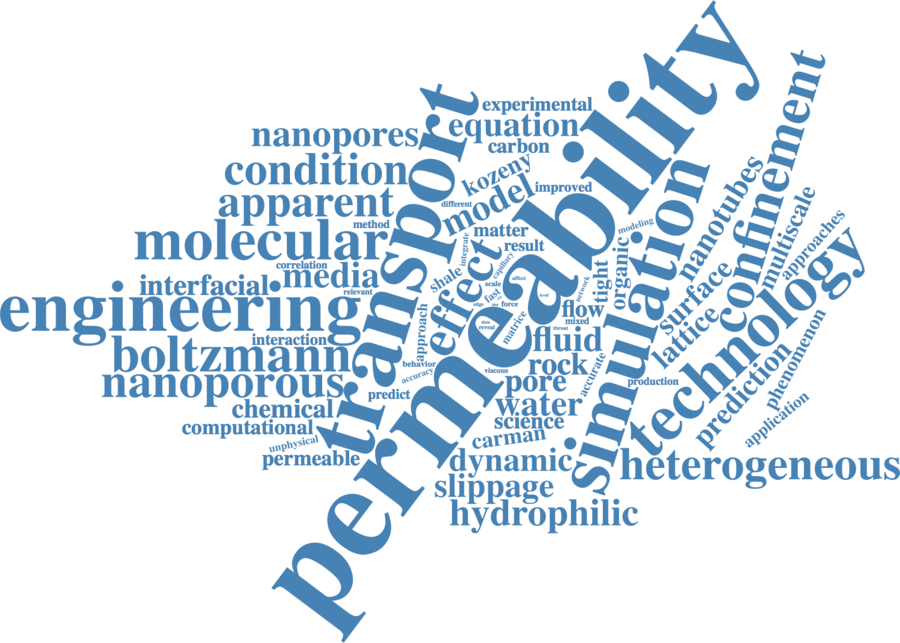 permeability
transport
simulation
confinement
technology
engineering
experimental
equation
carbon
nanopores
condition
apparent
method
molecular
correlation
media
relevant
interfacial
interaction
boltzmann
nanoporous
chemical
computational
unphysical
permeable
kozeny
model
improved
different
matter
result
integrate
capillary
effect
shale
scale
affect
fast
edge
force
level
reveal
matrice
network
throat
approach
behavior
accuracy
predict
viscous
modeling
tight
organic
flow
mixed
fluid
rock
pore
accurate
water
science
carman
dynamic
slippage
hydrophilic
production
nanotubes
surface
lattice
multiscale
approaches
prediction
phenomenon
application
heterogeneous